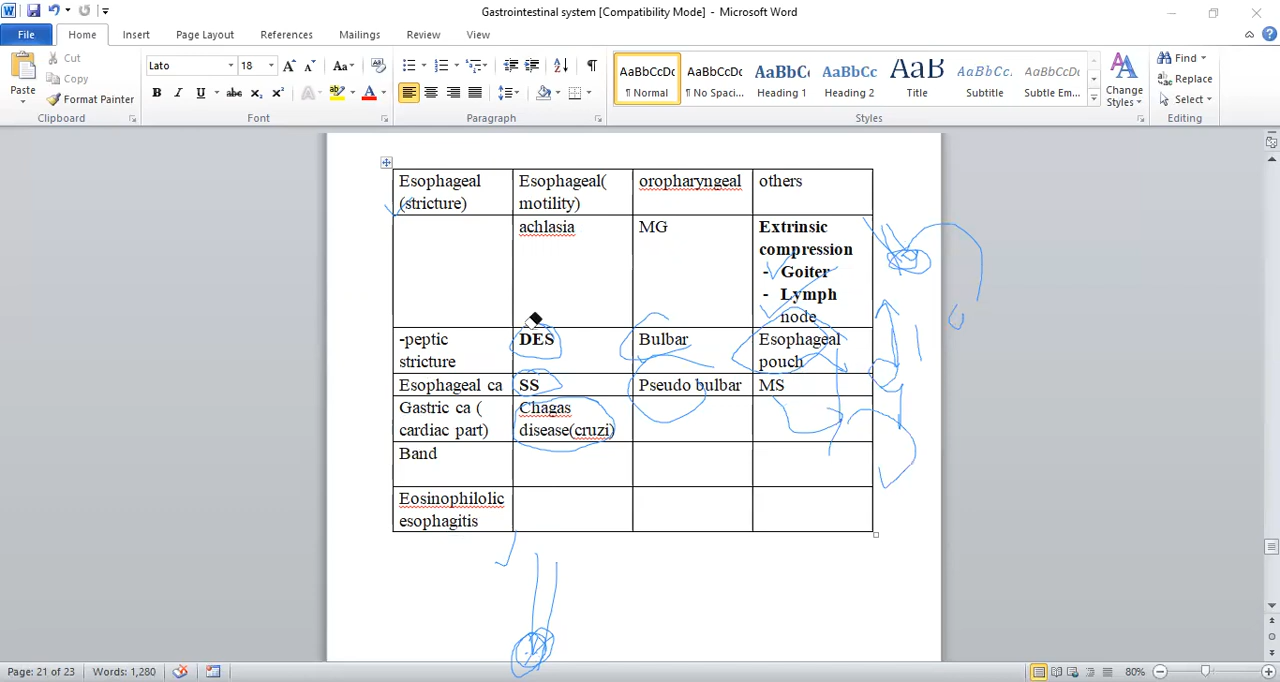 Gastrointestinal system [Compatibility Mode] - Microsoft Word
File Home Insert Page Layout References Mailings Review View
Paste
Cut
Copy
Format Painter
Clipboard
Lato 18
Font
Paragraph
AaBbCcDc AaBbCcDc AaBbC( AaBbCc AaB AaBbCc. AaBbCcDc
¶ Normal ¶ No Spaci... Heading 1 Heading 2 Title Subtitle Subtle Em...
Styles
Change Styles
Find
Replace
Select
Editing
Esophageal (stricture)
Esophageal( motility)
oropharyngeal
others
achlasia
MG
Extrinsic compression
- Goiter
- Lymph node
-peptic stricture
DES
Bulbar
Esophageal pouch
Esophageal ca
SS
Pseudo bulbar
MS
Gastric ca ( cardiac part)
Chagas disease(cruzi)
Band
Eosinophilolic esophagitis
Page: 21 of 23 Words: 1,280 80%